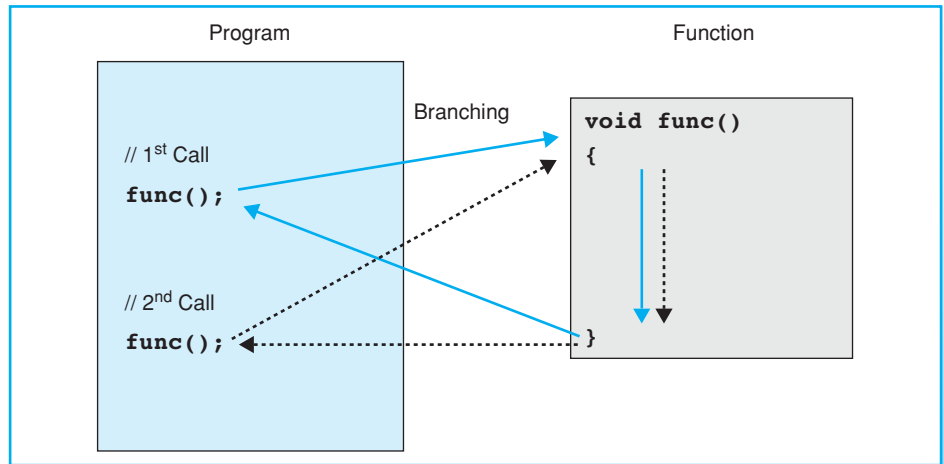 Program
Function
Branching
void func()
{
// 1st Call
func();
// 2nd Call
func();
}